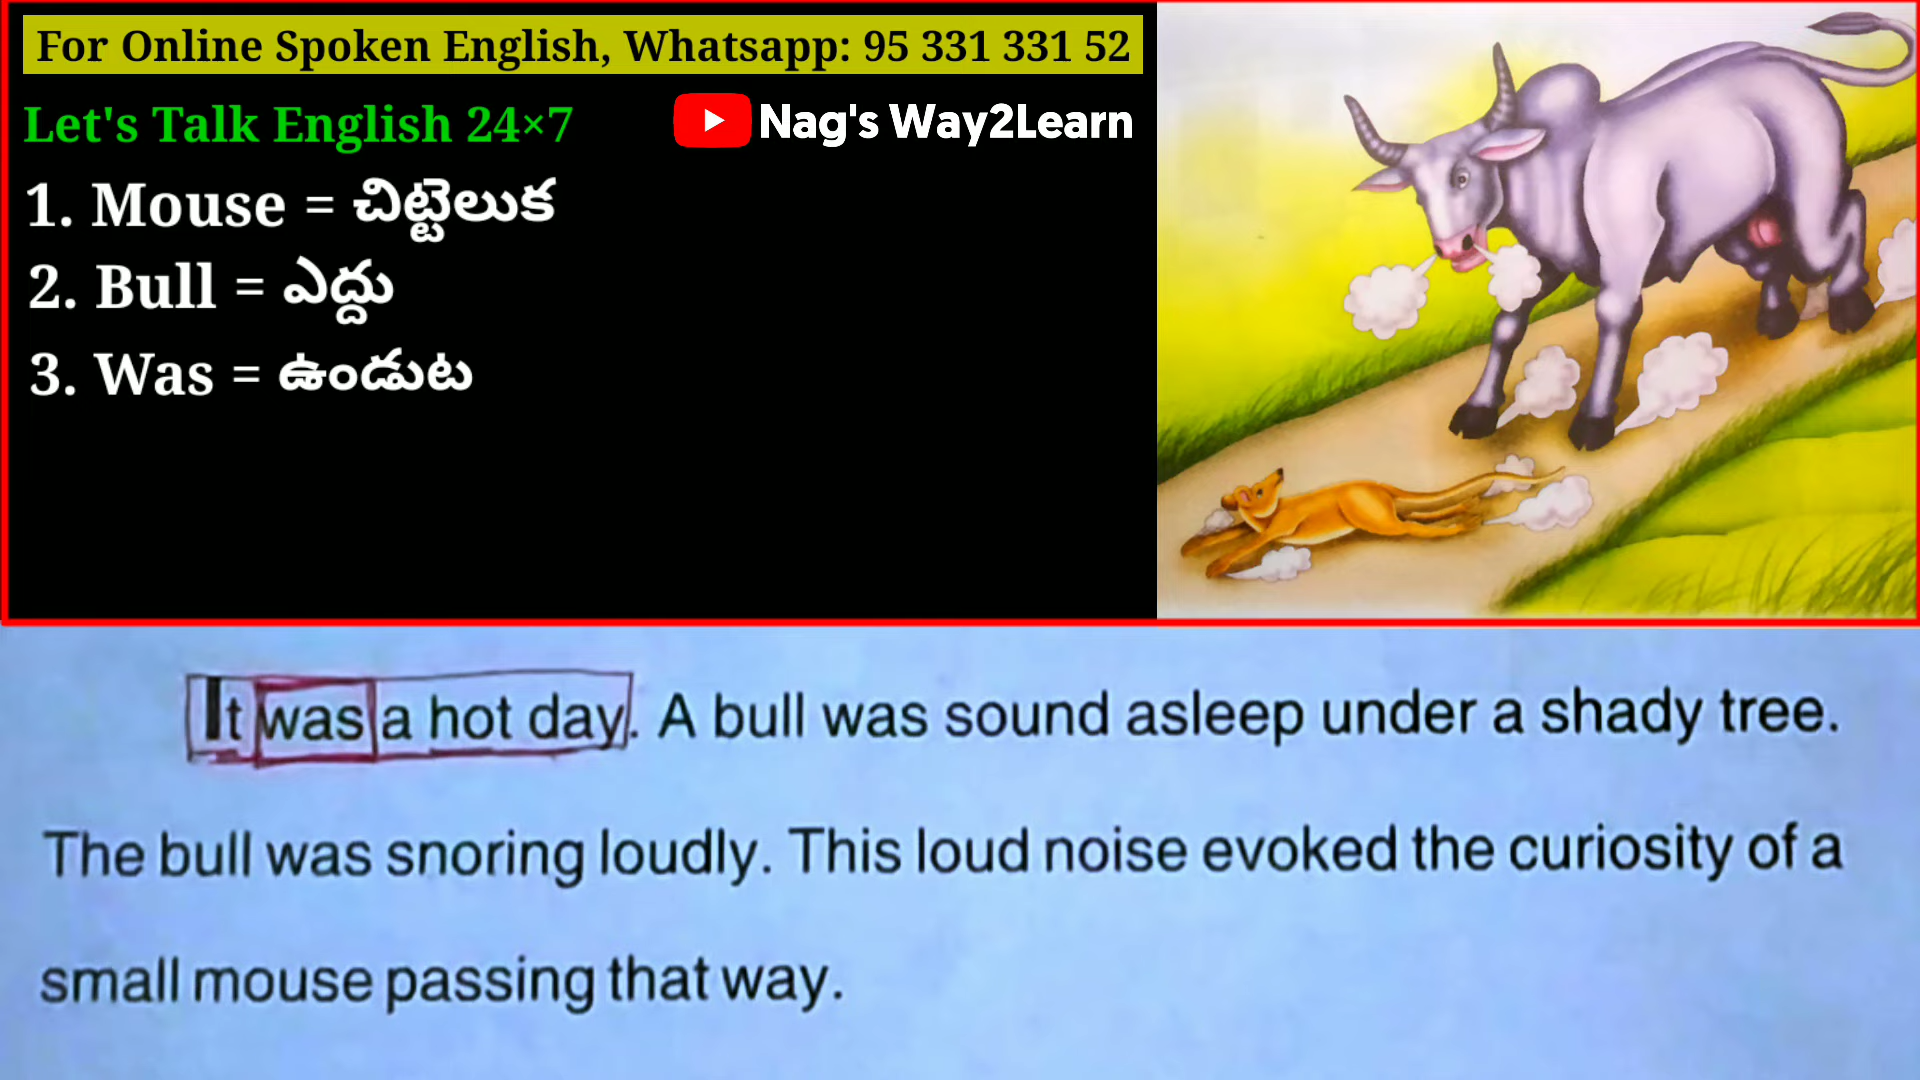 For Online Spoken English, Whatsapp: 95 331 331 52
Let's Talk English 24×7
Nag's Way2Learn
1. Mouse = చిట్టెలుక
2. Bull = ఎద్దు
3. Was = ఉండుట
It was a hot day. A bull was sound asleep under a shady tree.
The bull was snoring loudly. This loud noise evoked the curiosity of a
small mouse passing that way.